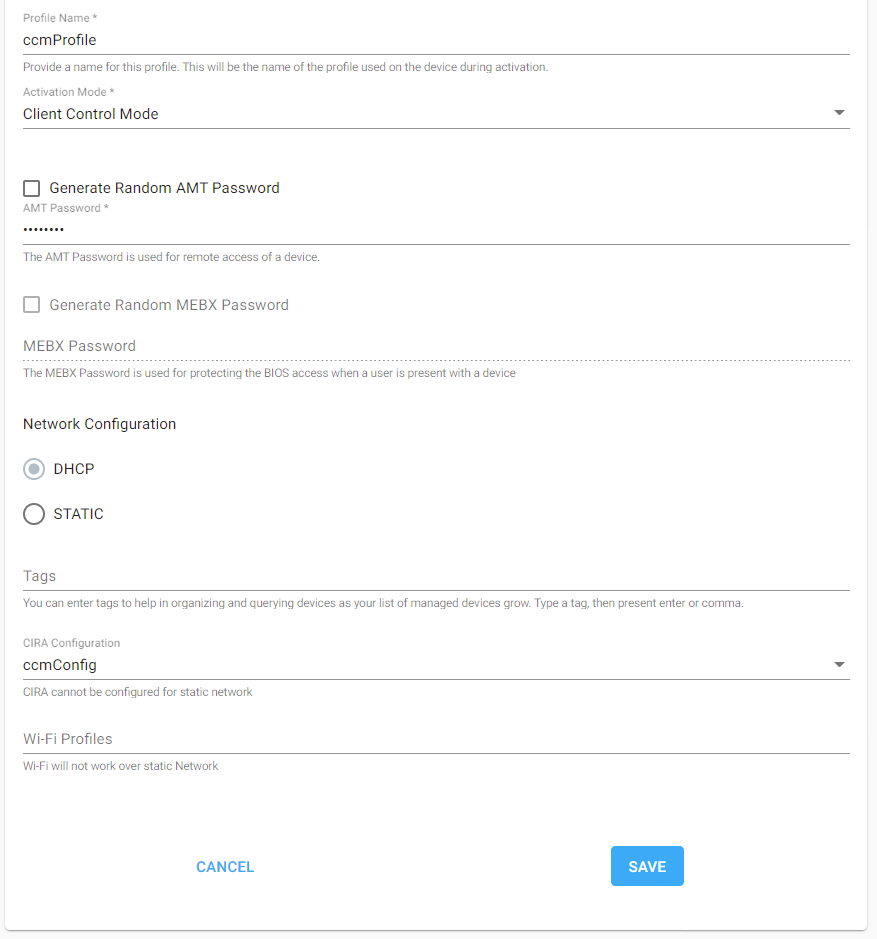 Profile Name *
ccmProfile
Provide a name for this profile. This will be the name of the profile used on the device during activation.
Activation Mode *
Client Control Mode
Generate Random AMT Password
AMT Password *
••••••••
The AMT Password is used for remote access of a device.
Generate Random MEBX Password
MEBX Password
The MEBX Password is used for protecting the BIOS access when a user is present with a device
Network Configuration
DHCP
STATIC
Tags
You can enter tags to help in organizing and querying devices as your list of managed devices grow. Type a tag, then present enter or comma.
CIRA Configuration
ccmConfig
CIRA cannot be configured for static network
Wi-Fi Profiles
Wi-Fi will not work over static Network
CANCEL SAVE